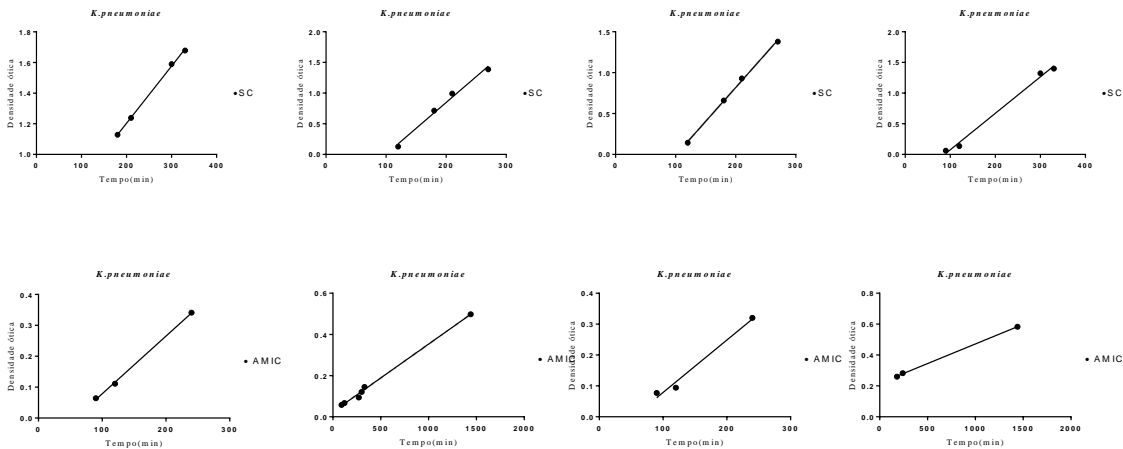 K.pneumoniae
1.8
1.6
1.4
1.2
1.0
0
100
200
300
400
Densidade ótica
Tempo(min)
SC
K.pneumoniae
2.0
1.5
1.0
0.5
0.0
0
100
200
300
Densidade ótica
Tempo(min)
SC
K.pneumoniae
1.5
1.0
0.5
0.0
0
100
200
300
Densidade ótica
Tempo(min)
SC
K.pneumoniae
2.0
1.5
1.0
0.5
0.0
0
100
200
300
400
Densidade ótica
Tempo(min)
SC
K.pneumoniae
0.4
0.3
0.2
0.1
0.0
0
100
200
300
Densidade ótica
Tempo(min)
AMIC
K.pneumoniae
0.6
0.4
0.2
0.0
0
500
1000
1500
2000
Tempo(min)
AMIC
K.pneumoniae
0.4
0.3
0.2
0.1
0.0
0
100
200
300
Densidade ótica
Tempo(min)
AMIC
K.pneumoniae
0.8
0.6
0.4
0.2
0.0
0
500
1000
1500
2000
Densidade ótica
Tempo(min)
AMIC